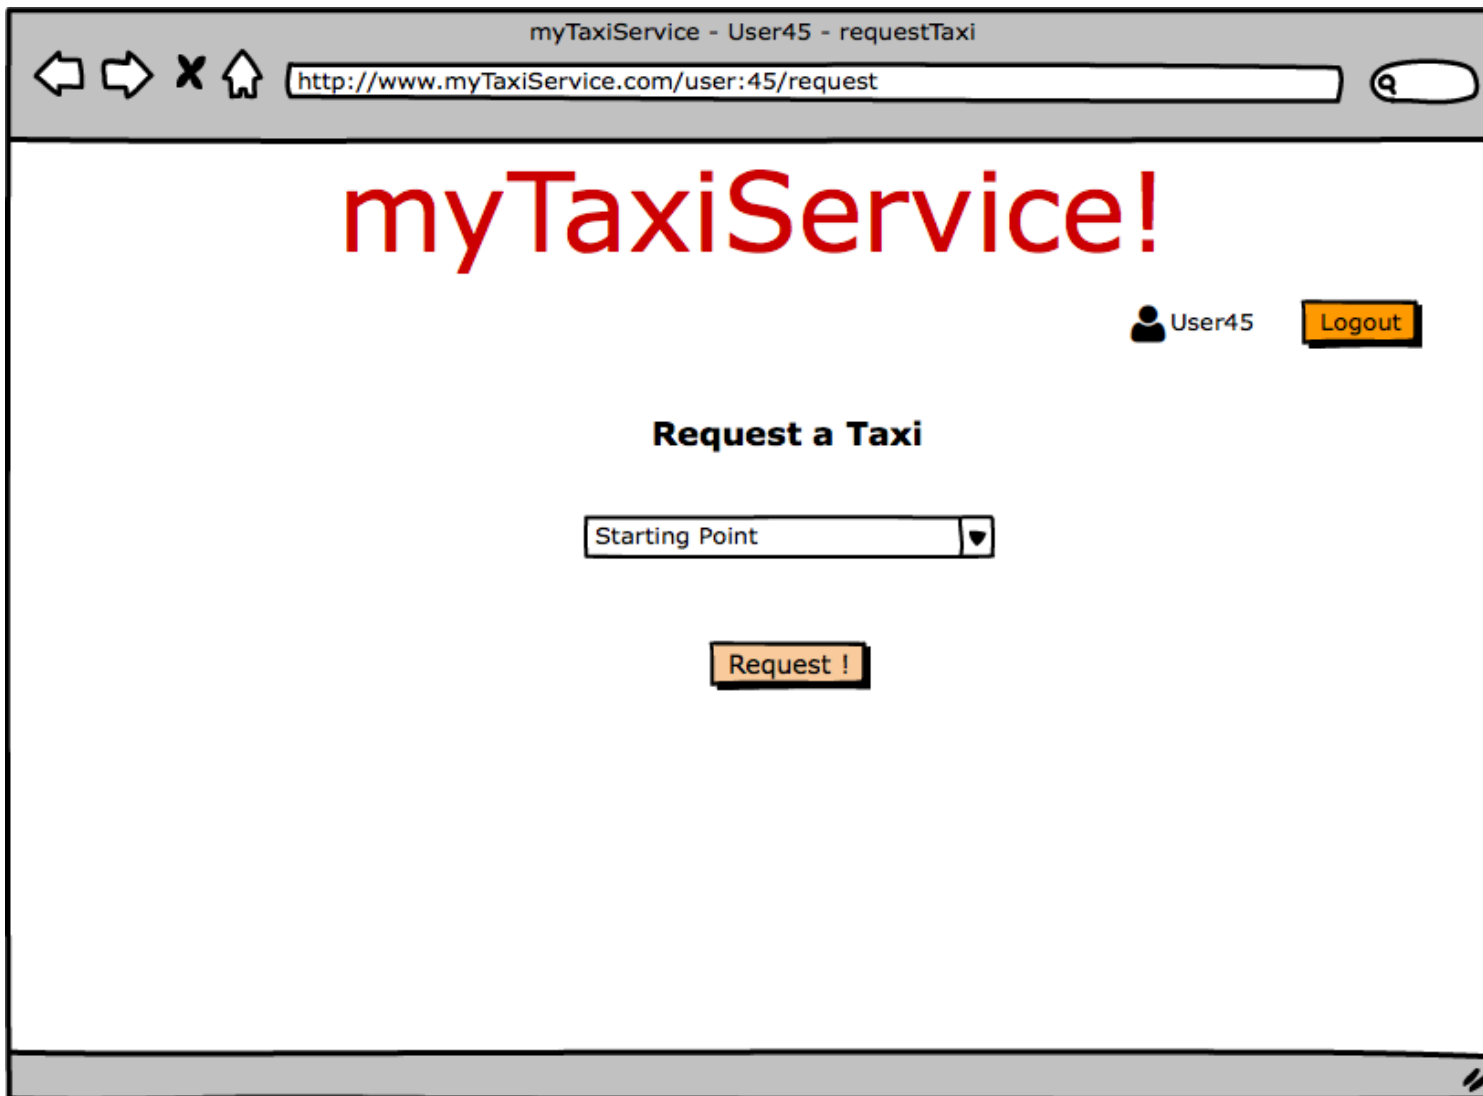 myTaxiService - User45 - requestTaxi
http://www.myTaxiService.com/user:45/request
myTaxiService!
User45
Logout
Request a Taxi
Starting Point
Request !